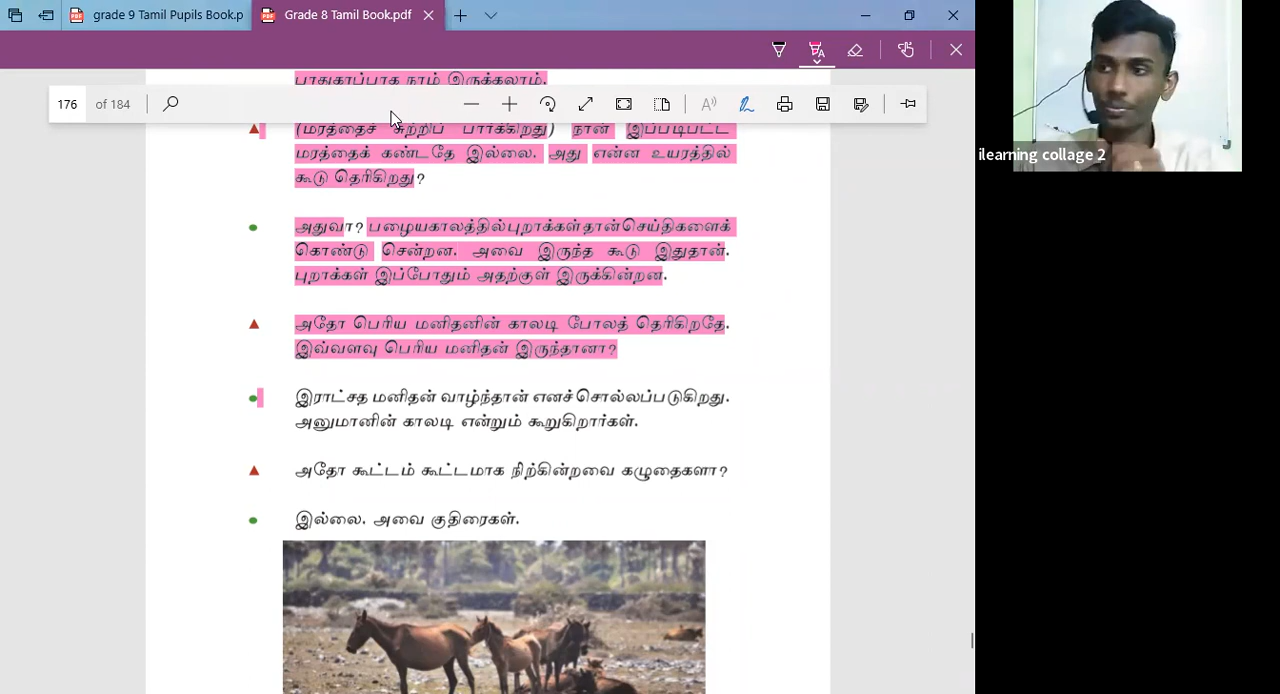 grade 9 Tamil Pupils Book.p
Grade 8 Tamil Book.pdf
பாதுகாப்பாக நாம் இருக்கலாம்.
176 of 184
ilearning collage 2
(மரத்தைச் சுற்றிப் பார்க்கிறது) நான் இப்படிபட்ட
மரத்தைக் கண்டதே இல்லை. அது என்ன உயரத்தில்
கூடு தெரிகிறது?
அதுவா? பழையகாலத்தில்புறாக்கள்தான்செய்திகளைக்
கொண்டு சென்றன. அவை இருந்த கூடு இதுதான்.
புறாக்கள் இப்போதும் அதற்குள் இருக்கின்றன.
அதோ பெரிய மனிதனின் காலடி போலத் தெரிகிறதே.
இவ்வளவு பெரிய மனிதன் இருந்தானா?
இராட்சத மனிதன் வாழ்ந்தான் எனச்சொல்லப்படுகிறது.
அனுமானின் காலடி என்றும் கூறுகிறார்கள்.
அதோ கூட்டம் கூட்டமாக நிற்கின்றவை கழுதைகளா?
இல்லை. அவை குதிரைகள்.